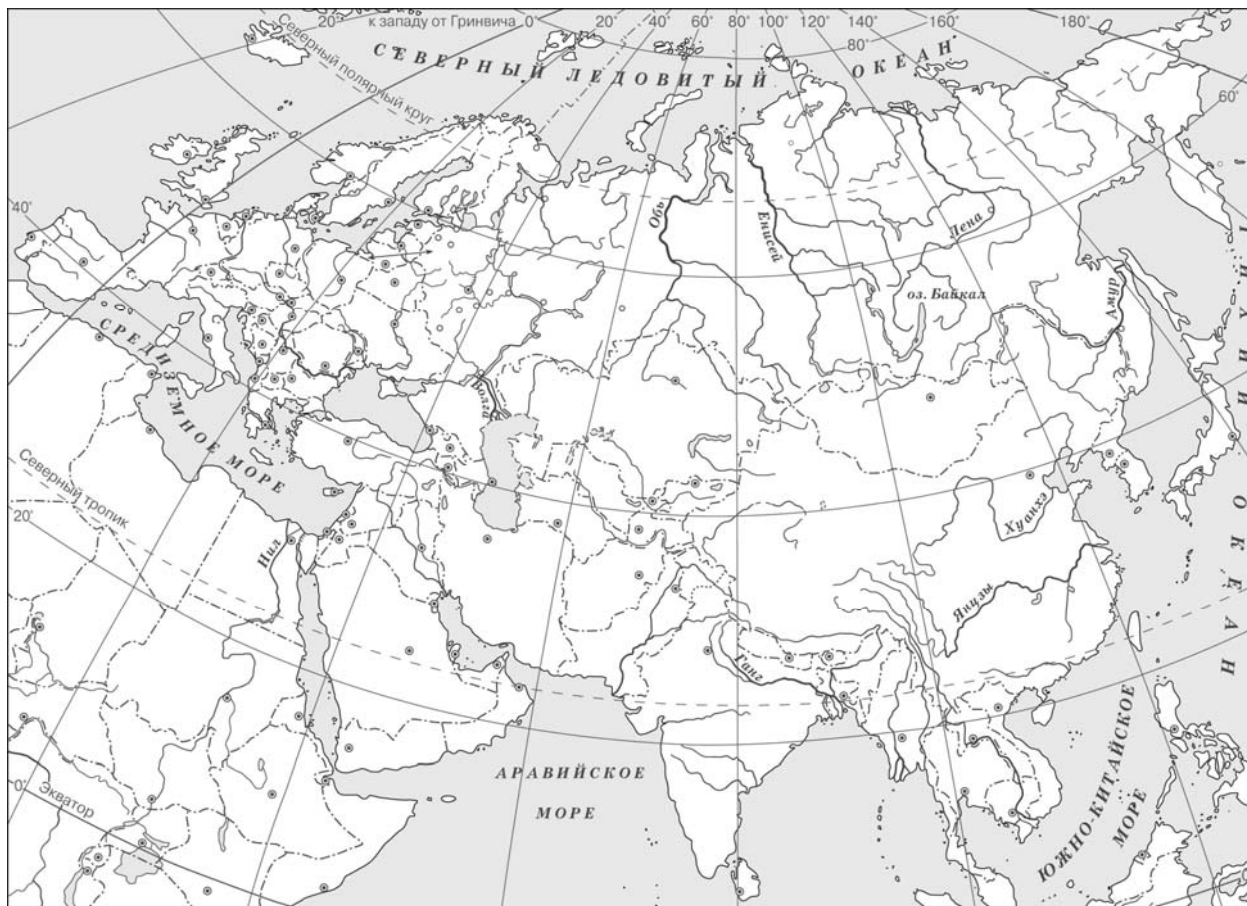 20° к западу от Гринвича 0° 20° 40° 60° 80° 100° 120° 140° 160° 180°
80°
60°
СЕВЕРНЫЙ ЛЕДОВИТЫЙ ОКЕАН
Северный полярный круг
40°
Обь
Енисей
Лена
оз. Байкал
Амур
ТИХИЙ ОКЕАН
Волга
СРЕДИЗЕМНОЕ МОРЕ
Северный тропик
20°
Нил
Хуанхэ
Янцзы
Ганг
АРАВИЙСКОЕ
МОРЕ
ЮЖНО-КИТАЙСКОЕ
МОРЕ
0°
Экватор